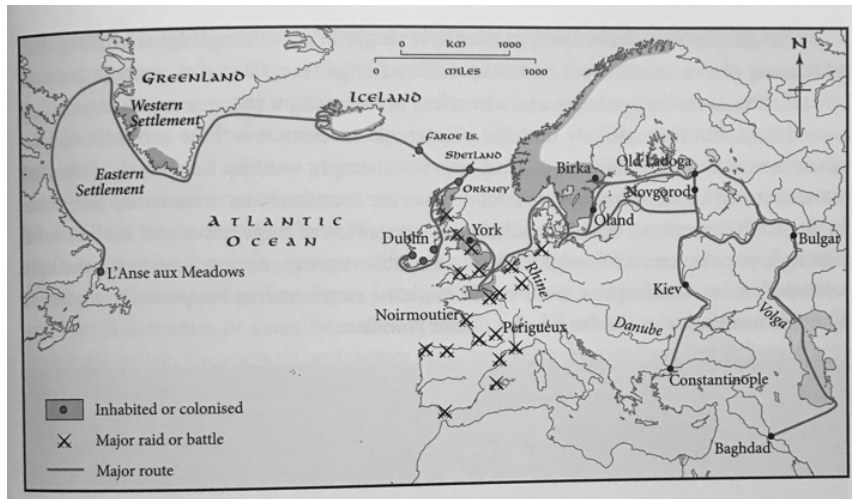 0 KM 1000
0 MILES 1000
N
GREENLAND
Western
Settlement
ICELAND
FAROE IS.
SHETLAND
Eastern
Settlement
ORKNEY
Birka
Old Ladoga
Novgorod
ATLANTIC
OCEAN
Dublin
York
Öland
Bulgar
L'Anse aux Meadows
Rhine
Kiev
Noirmoutier
Périgueux
Danube
Volga
Constantinople
Baghdad
Inhabited or colonised
Major raid or battle
Major route